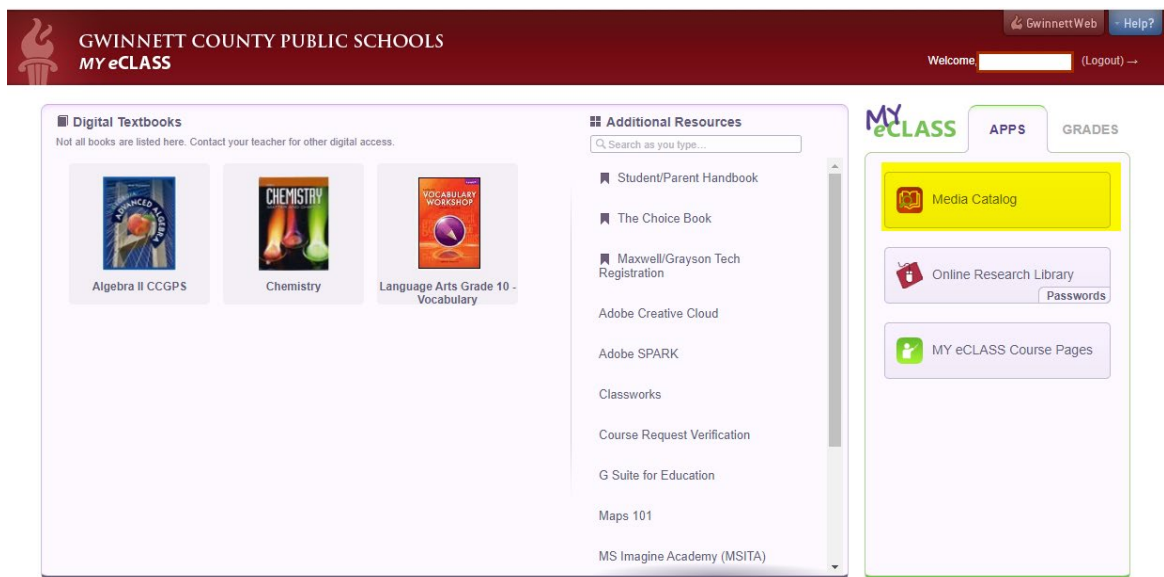 GwinnettWeb
Help?
GWINNETT COUNTY PUBLIC SCHOOLS
MY eCLASS
Welcome,
(Logout) →
Digital Textbooks
Not all books are listed here. Contact your teacher for other digital access.
ADVANCED ALGEBRA
Algebra II CCGPS
CHEMISTRY
Chemistry
VOCABULARY
WORKSHOP
Language Arts Grade 10 -
Vocabulary
Additional Resources
Search as you type...
Student/Parent Handbook
The Choice Book
Maxwell/Grayson Tech
Registration
Adobe Creative Cloud
Adobe SPARK
Classworks
Course Request Verification
G Suite for Education
Maps 101
MS Imagine Academy (MSITA)
MY eCLASS
APPS
GRADES
Media Catalog
Online Research Library
Passwords
MY eCLASS Course Pages